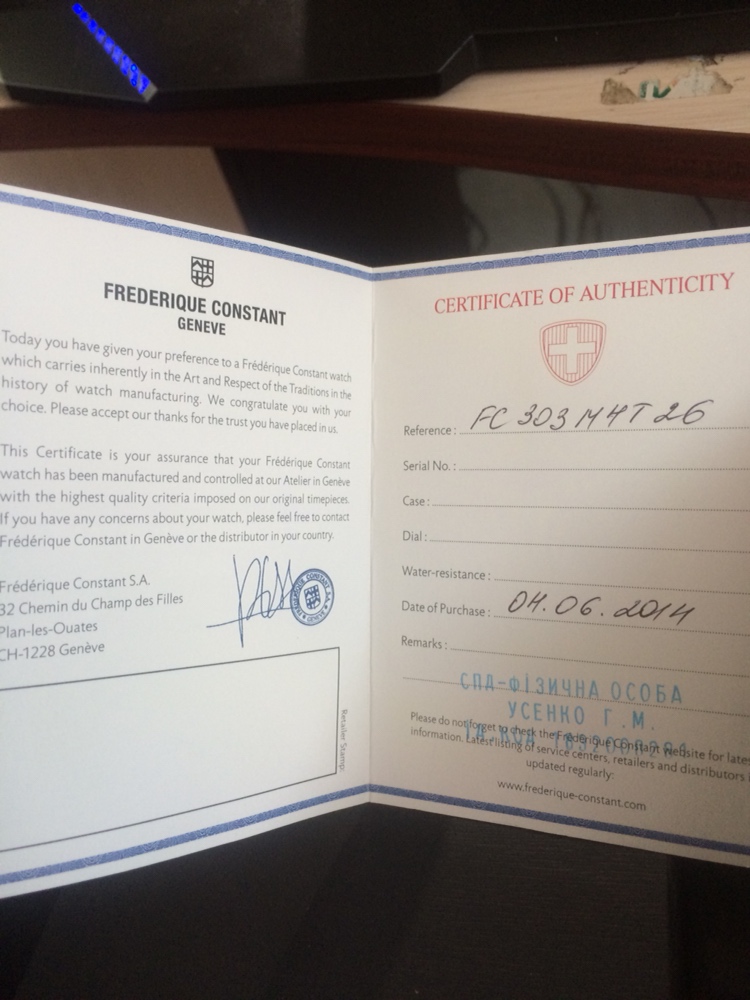 FREDERIQUE CONSTANT
GENEVE
Today you have given your preference to a Frédérique Constant watch
which carries inherently in the Art and Respect of the Traditions in the
history of watch manufacturing. We congratulate you with your
choice. Please accept our thanks for the trust you have placed in us.
This Certificate is your assurance that your Frédérique Constant
watch has been manufactured and controlled at our Atelier in Genève
with the highest quality criteria imposed on our original timepieces.
If you have any concerns about your watch, please feel free to contact
Frédérique Constant in Genève or the distributor in your country.
Frédérique Constant S.A.
32 Chemin du Champ des Filles
Plan-les-Ouates
CH-1228 Genève
Retailer Stamp:
CERTIFICATE OF AUTHENTICITY
Reference : FC 303 M4T26
Serial No. :
Case :
Dial :
Water-resistance :
Date of Purchase : 04.06.2014
Remarks :
СПД-ФІЗИЧНА ОСОБА
УСЕНКО Г.М.
Please do not forget to check the Frédérique Constant website for
information. Latest listing of service centers, retailers and distributors
updated regularly:
www.frederique-constant.com